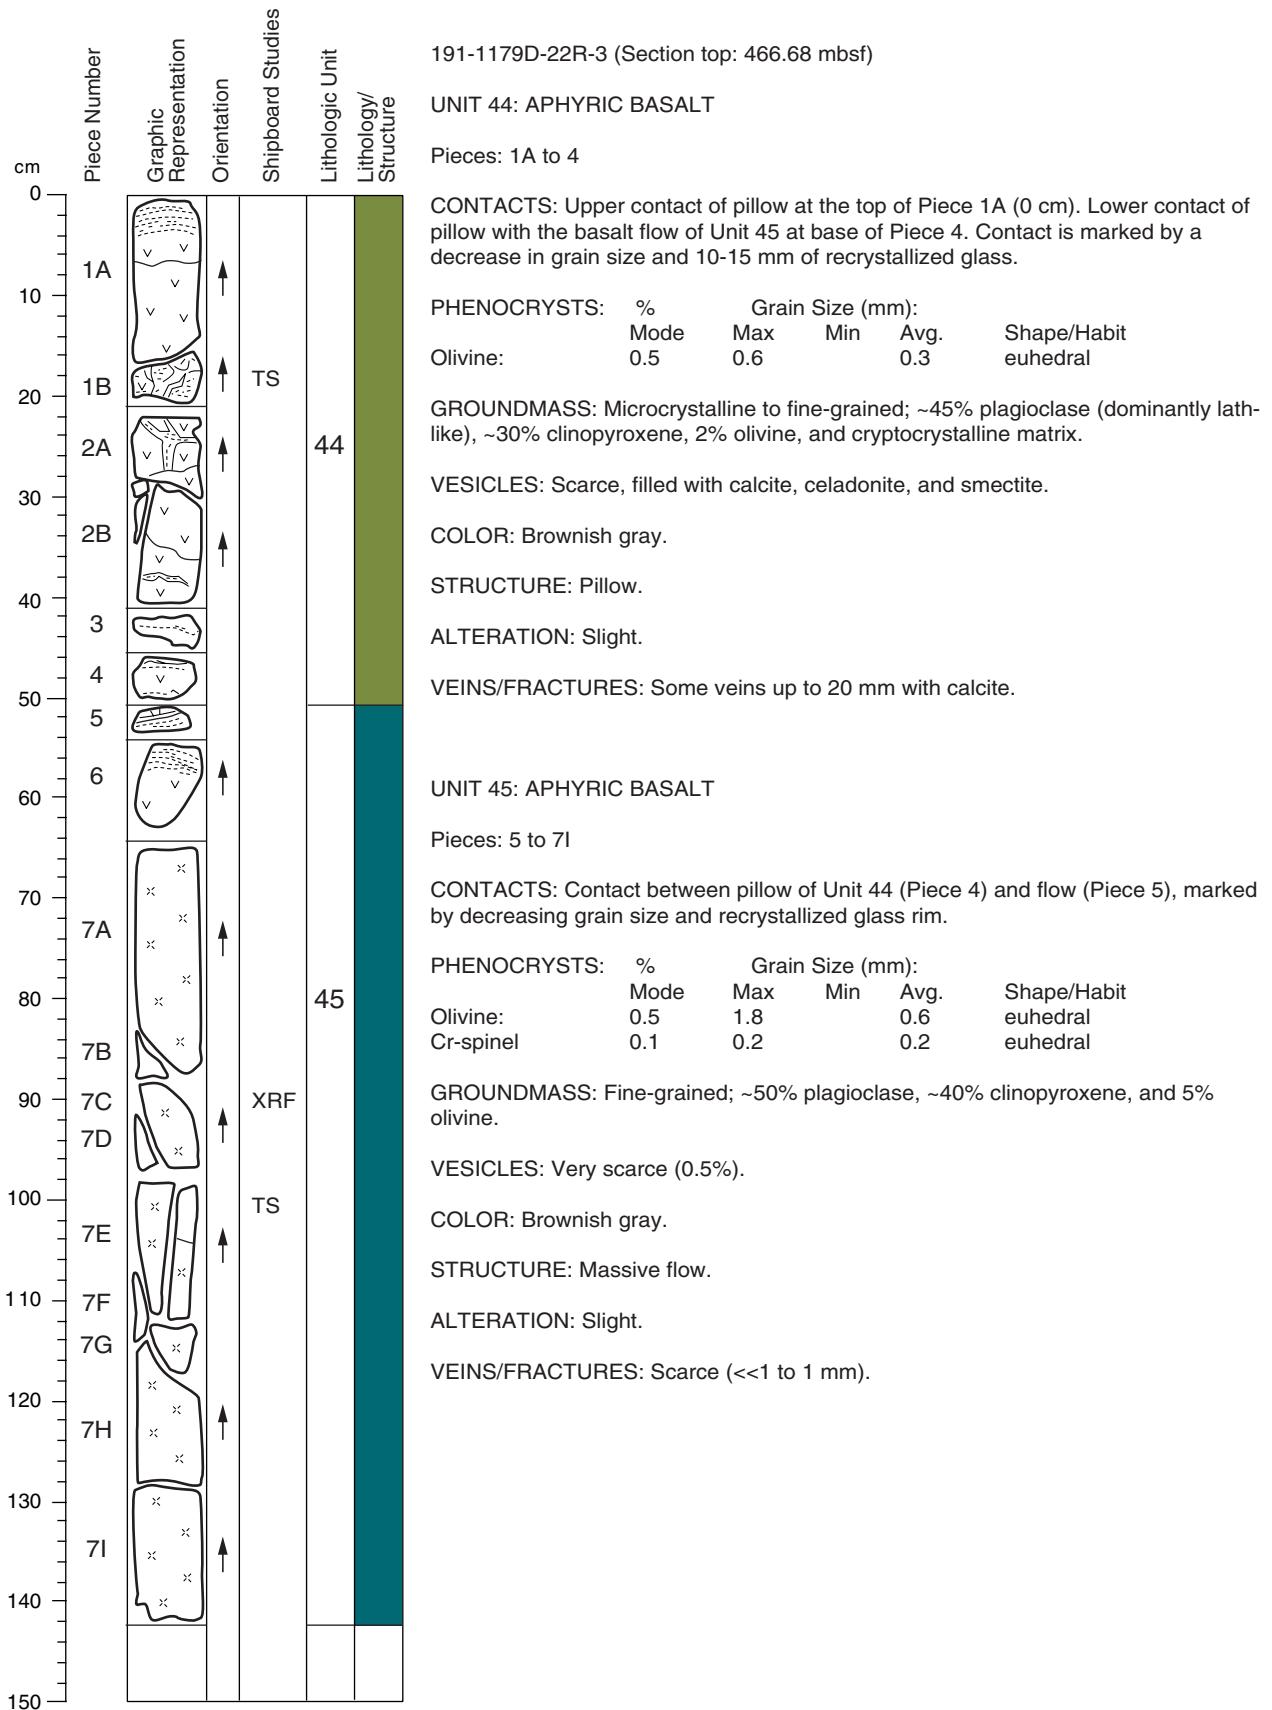 cm
Piece Number
Graphic
Representation
Orientation
Shipboard Studies
Lithologic Unit
Lithology/
Structure
0
10
20
30
40
50
60
70
80
90
100
110
120
130
140
150
1A
1B
2A
2B
3
4
5
6
7A
7B
7C
7D
7E
7F
7G
7H
7I
TS
XRF
TS
44
45
191-1179D-22R-3 (Section top: 466.68 mbsf)
UNIT 44: APHYRIC BASALT
Pieces: 1A to 4
CONTACTS: Upper contact of pillow at the top of Piece 1A (0 cm). Lower contact of
pillow with the basalt flow of Unit 45 at base of Piece 4. Contact is marked by a
decrease in grain size and 10-15 mm of recrystallized glass.
PHENOCRYSTS: % Grain Size (mm):
Mode Max Min Avg. Shape/Habit
Olivine: 0.5 0.6 0.3 euhedral
GROUNDMASS: Microcrystalline to fine-grained; ~45% plagioclase (dominantly lath-
like), ~30% clinopyroxene, 2% olivine, and cryptocrystalline matrix.
VESICLES: Scarce, filled with calcite, celadonite, and smectite.
COLOR: Brownish gray.
STRUCTURE: Pillow.
ALTERATION: Slight.
VEINS/FRACTURES: Some veins up to 20 mm with calcite.
UNIT 45: APHYRIC BASALT
Pieces: 5 to 7I
CONTACTS: Contact between pillow of Unit 44 (Piece 4) and flow (Piece 5), marked
by decreasing grain size and recrystallized glass rim.
PHENOCRYSTS: % Grain Size (mm):
Mode Max Min Avg. Shape/Habit
Olivine: 0.5 1.8 0.6 euhedral
Cr-spinel 0.1 0.2 0.2 euhedral
GROUNDMASS: Fine-grained; ~50% plagioclase, ~40% clinopyroxene, and 5%
olivine.
VESICLES: Very scarce (0.5%).
COLOR: Brownish gray.
STRUCTURE: Massive flow.
ALTERATION: Slight.
VEINS/FRACTURES: Scarce (<<1 to 1 mm).